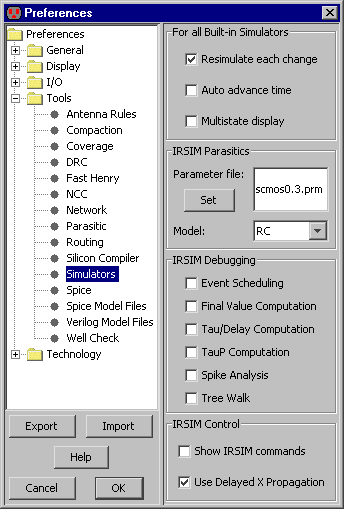 Preferences
Preferences
General
Display
I/O
Tools
Antenna Rules
Compaction
Coverage
DRC
Fast Henry
NCC
Network
Parasitic
Routing
Silicon Compiler
Simulators
Spice
Spice Model Files
Verilog Model Files
Well Check
Technology
Export
Import
Help
Cancel
OK
For all Built-in Simulators
Resimulate each change
Auto advance time
Multistate display
IRSIM Parasitics
Parameter file:
Set
scmos0.3.prm
Model:
RC
IRSIM Debugging
Event Scheduling
Final Value Computation
Tau/Delay Computation
TauP Computation
Spike Analysis
Tree Walk
IRSIM Control
Show IRSIM commands
Use Delayed X Propagation